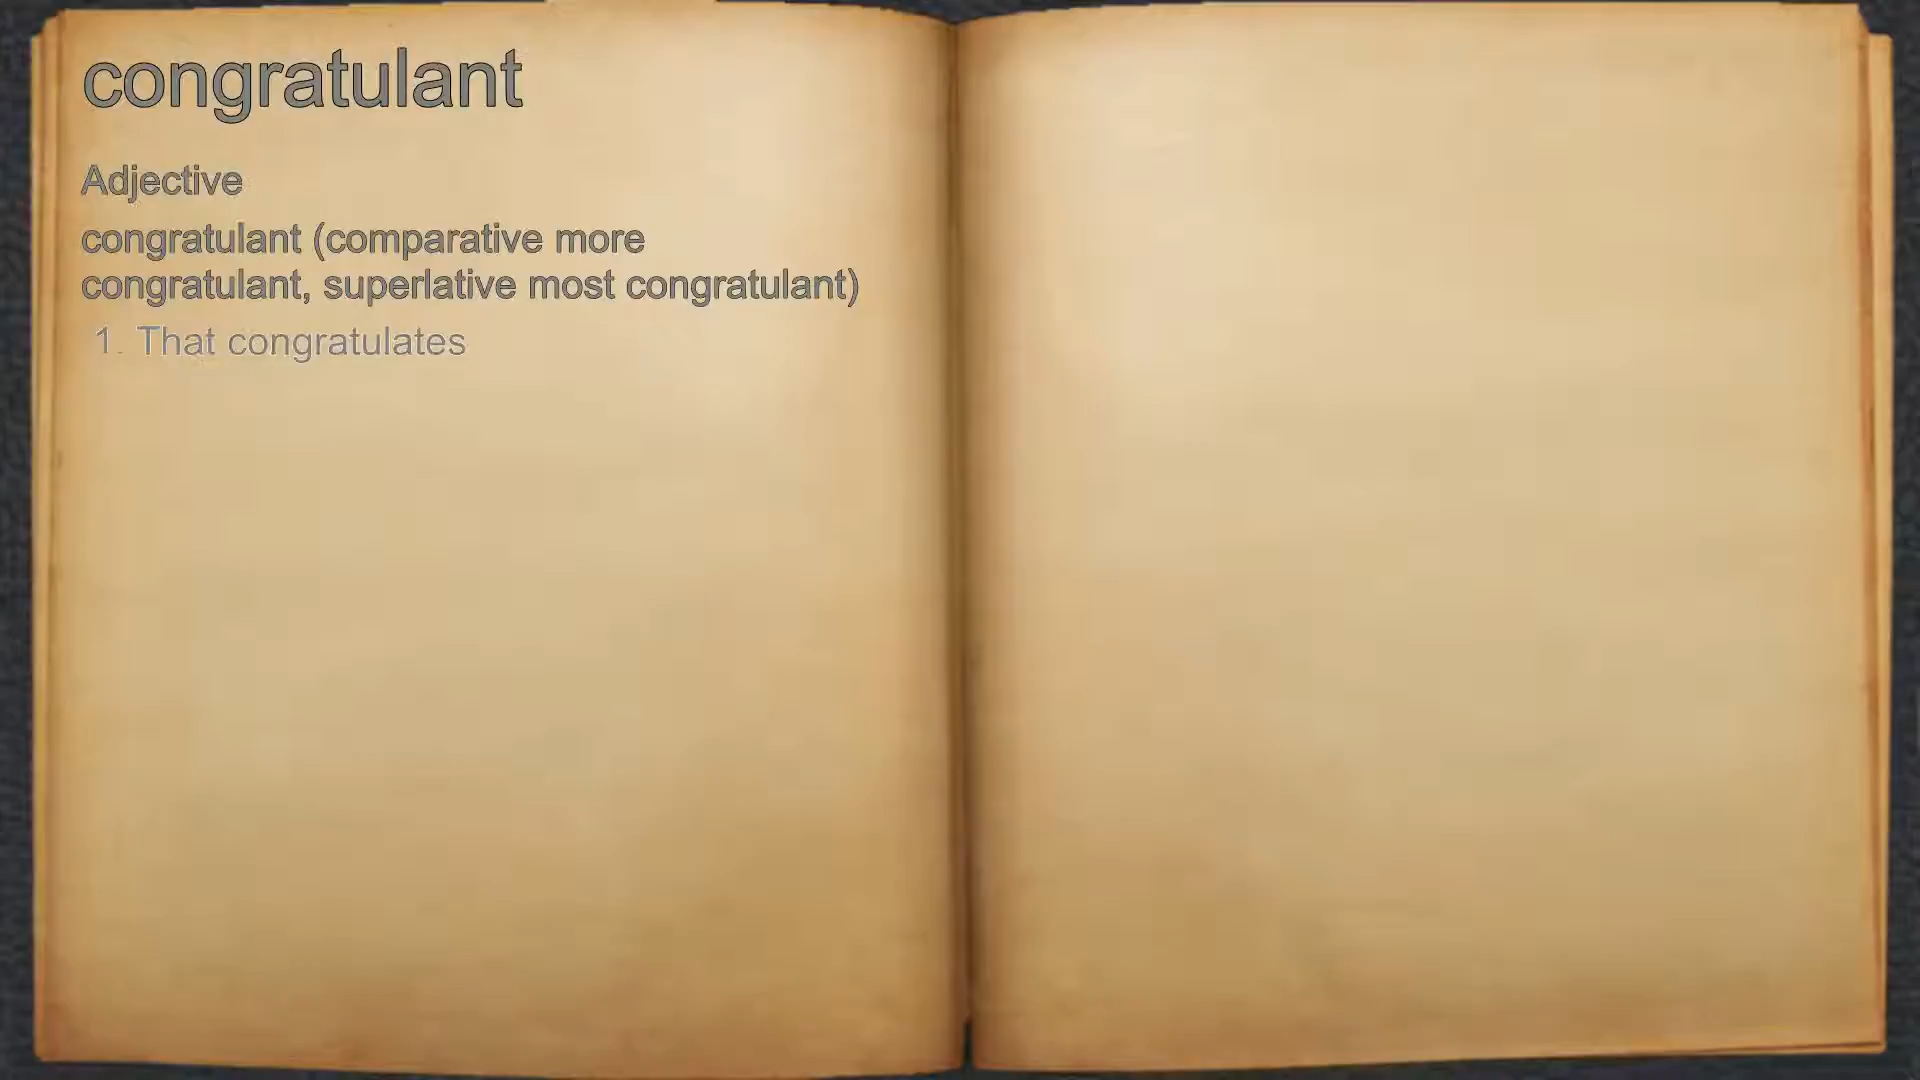 congratulant
Adjective
congratulant (comparative more
congratulant, superlative most congratulant)
1. That congratulates